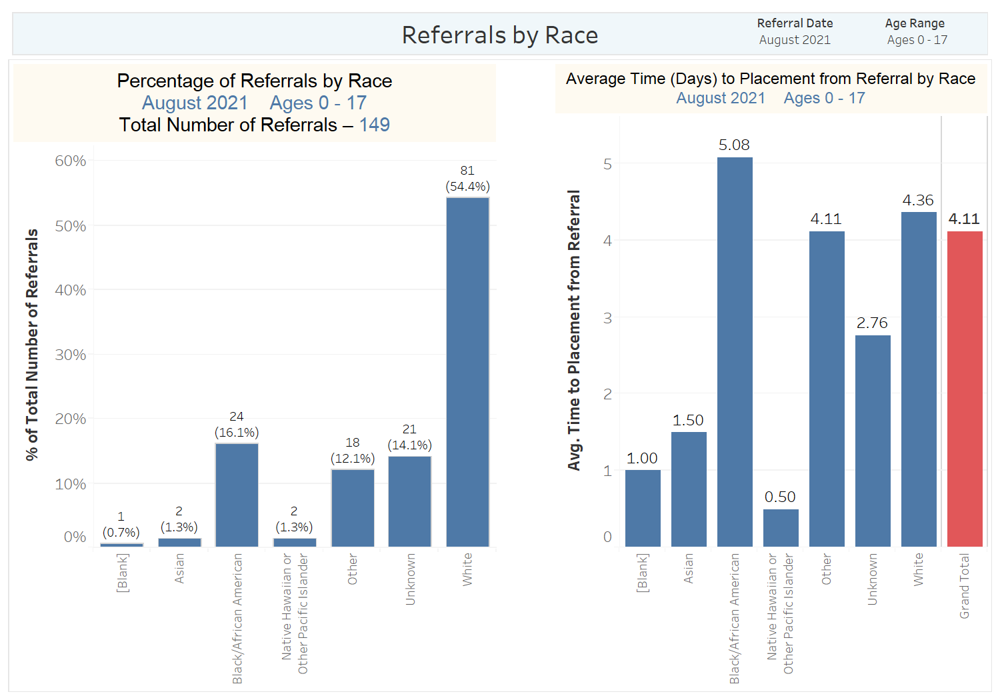 Referrals by Race
Referral Date
August 2021
Age Range
Ages 0 - 17
Percentage of Referrals by Race
August 2021 Ages 0 - 17
Total Number of Referrals – 149
% of Total Number of Referrals
60%
50%
40%
30%
20%
10%
0%
1
(0.7%)
2
(1.3%)
24
(16.1%)
2
(1.3%)
18
(12.1%)
21
(14.1%)
81
(54.4%)
[Blank]
Asian
Black/African American
Native Hawaiian or
Other Pacific Islander
Other
Unknown
White
Average Time (Days) to Placement from Referral by Race
August 2021 Ages 0 - 17
Avg. Time to Placement from Referral
5
4
3
2
1
0
1.00
1.50
5.08
0.50
4.11
2.76
4.36
4.11
[Blank]
Asian
Black/African American
Native Hawaiian or
Other Pacific Islander
Other
Unknown
White
Grand Total